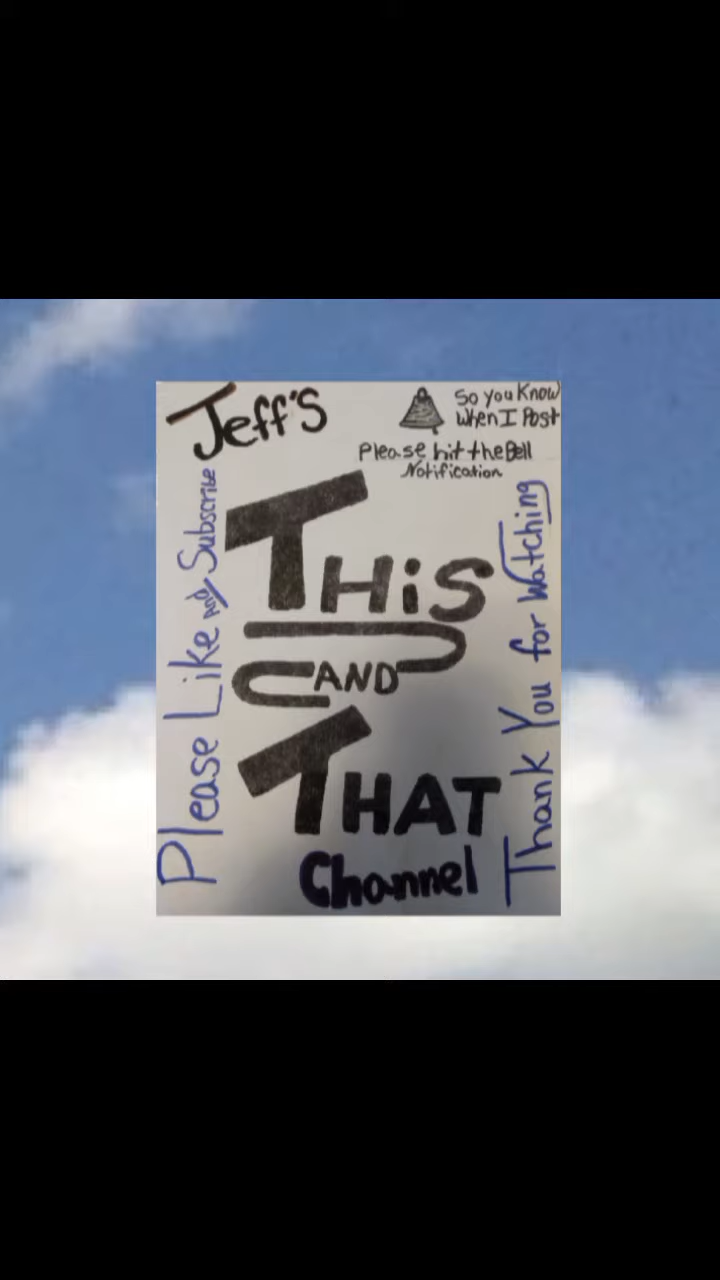 Jeff's
So you Know
When I Post
Please hit the Bell
Notification
THiS
AND
THAT
Channel
Please Like And Subscribe
Thank You for Watching